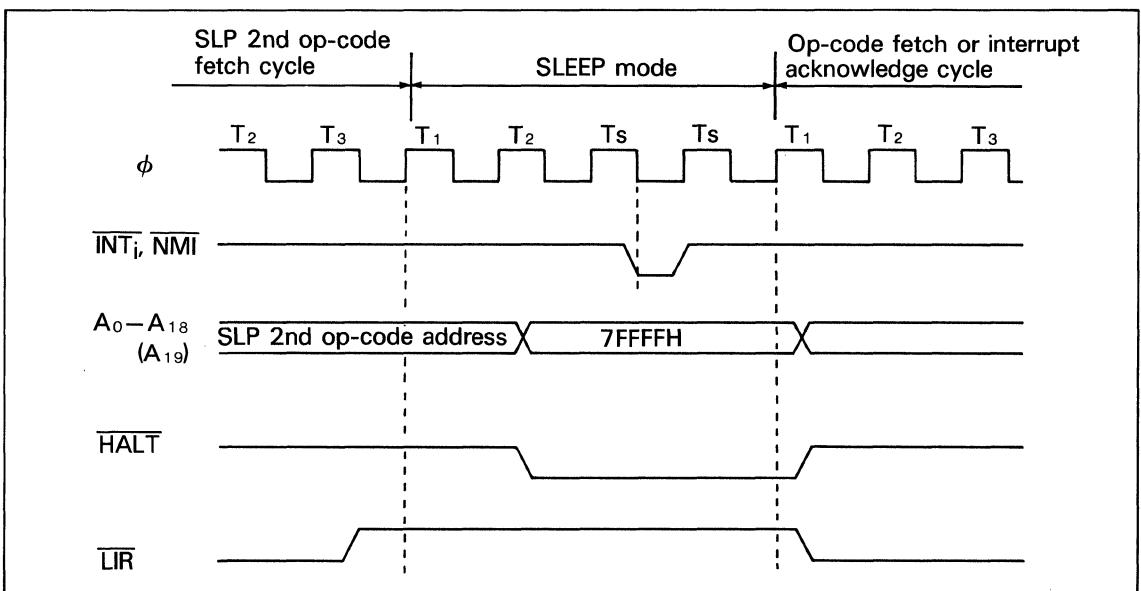 SLP 2nd op-code
fetch cycle
SLEEP mode
Op-code fetch or interrupt
acknowledge cycle
T2 T3 T1 T2 Ts Ts T1 T2 T3
φ
INTi, NMI
A0–A18
(A19)
SLP 2nd op-code address 7FFFFH
HALT
LIR